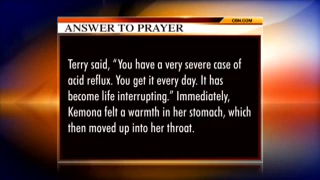 CBN.COM
ANSWER TO PRAYER
Terry said, “You have a very severe case of
acid reflux. You get it every day. It has
become life interrupting.” Immediately,
Kemona felt a warmth in her stomach, which
then moved up into her throat.